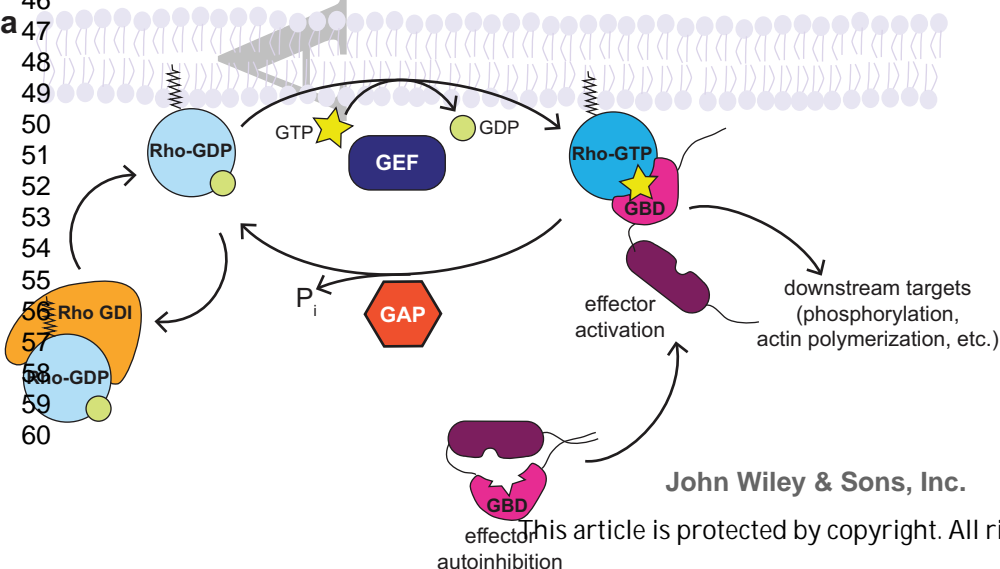 46
a
47
48
49
50
51
52
53
54
55
56
57
58
59
60
GTP
GDP
GEF
Rho-GDP
Rho-GTP
GBD
P
i
GAP
effector
activation
downstream targets
(phosphorylation,
actin polymerization, etc.)
Rho GDI
Rho-GDP
GBD
effector
autoinhibition
John Wiley & Sons, Inc.
This article is protected by copyright. All ri